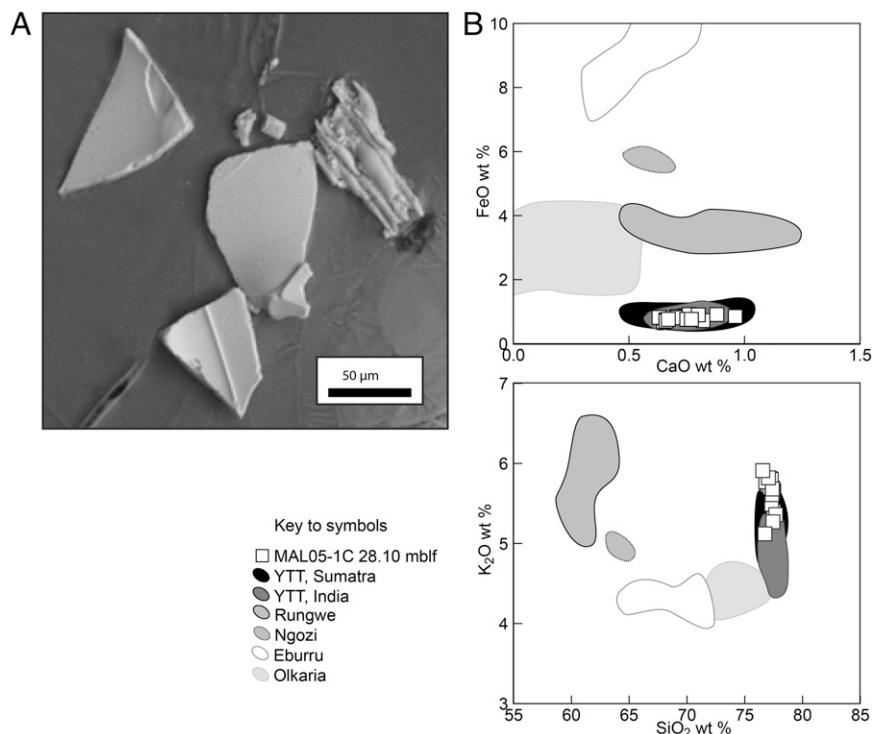 A
50 µm
Key to symbols
MAL05-1C 28.10 mblf
YTT, Sumatra
YTT, India
Rungwe
Ngozi
Eburru
Olkaria
B
10
8
6
4
2
0
FeO wt %
0.0
0.5
1.0
1.5
CaO wt %
7
6
5
4
3
K2O wt %
55
60
65
70
75
80
85
SiO2 wt %